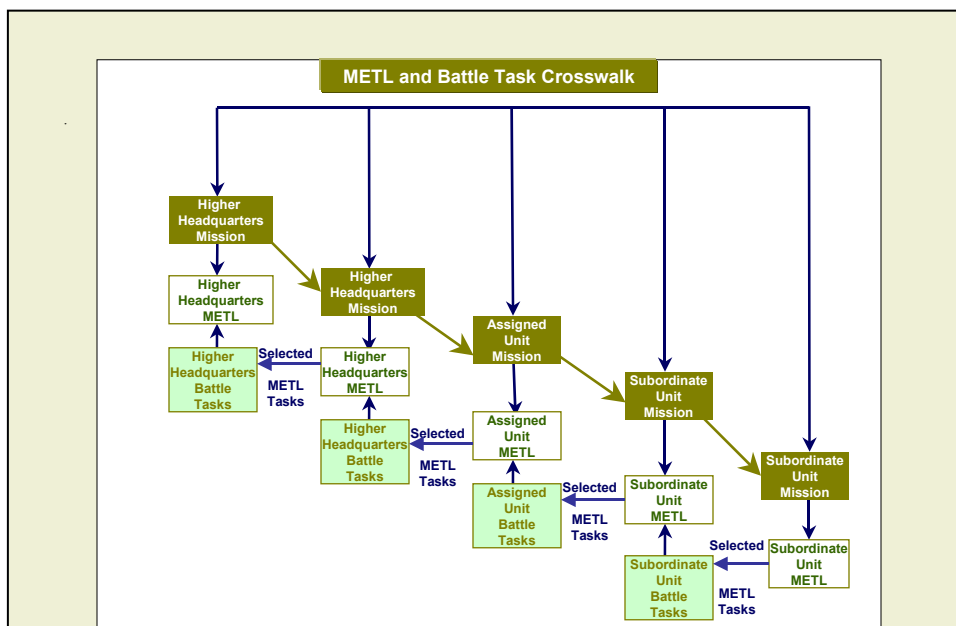 METL and Battle Task Crosswalk
Higher
Headquarters
Mission
Higher
Headquarters
METL
Higher
Headquarters
Battle
Tasks
Selected
METL
Tasks
Higher
Headquarters
Mission
Higher
Headquarters
METL
Higher
Headquarters
Battle
Tasks
Selected
METL
Tasks
Assigned
Unit
Mission
Assigned
Unit
METL
Assigned
Unit
Battle
Tasks
Selected
METL
Tasks
Subordinate
Unit
Mission
Subordinate
Unit
METL
Subordinate
Unit
Battle
Tasks
Selected
METL
Tasks
Subordinate
Unit
Mission
Subordinate
Unit
METL